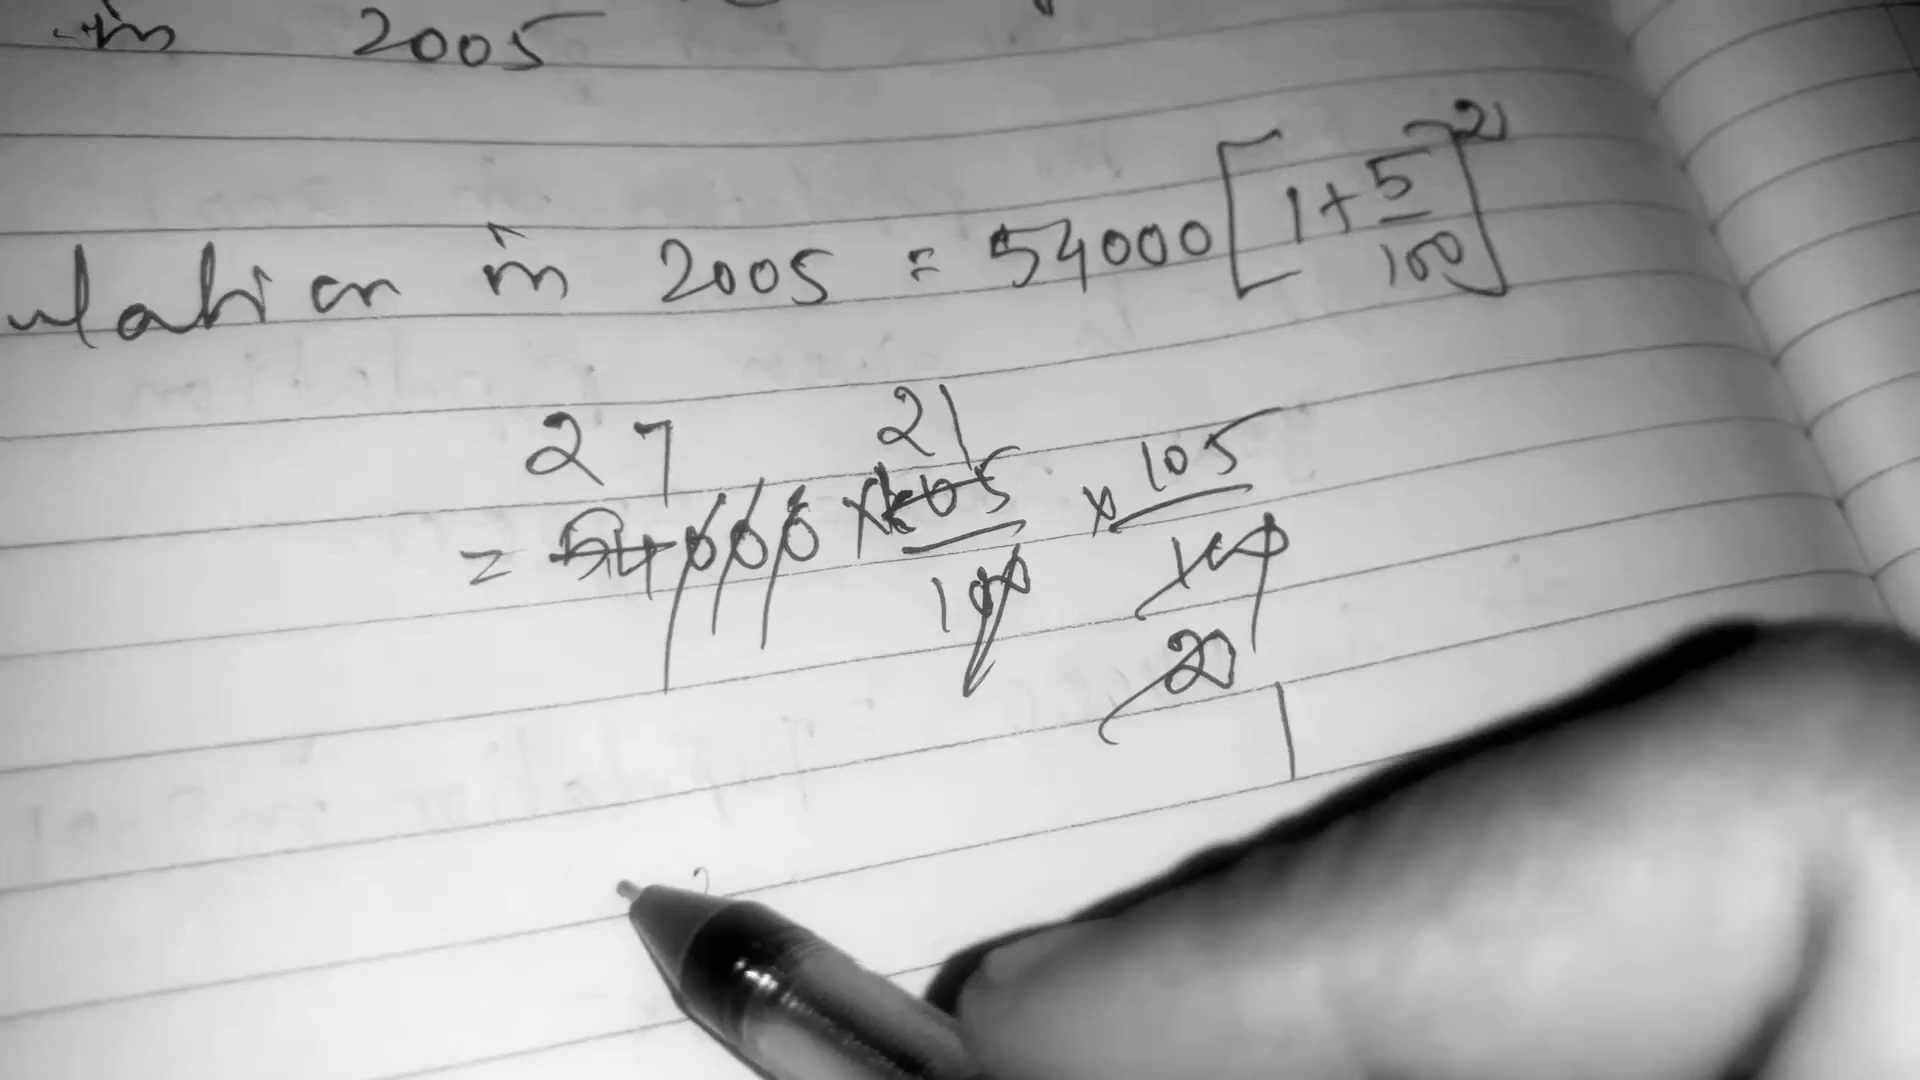 in 2005
ulation in 2005 = 54000 [1 + 5/100]²
27 21
= 54000 × 105/100 × 105/100
20